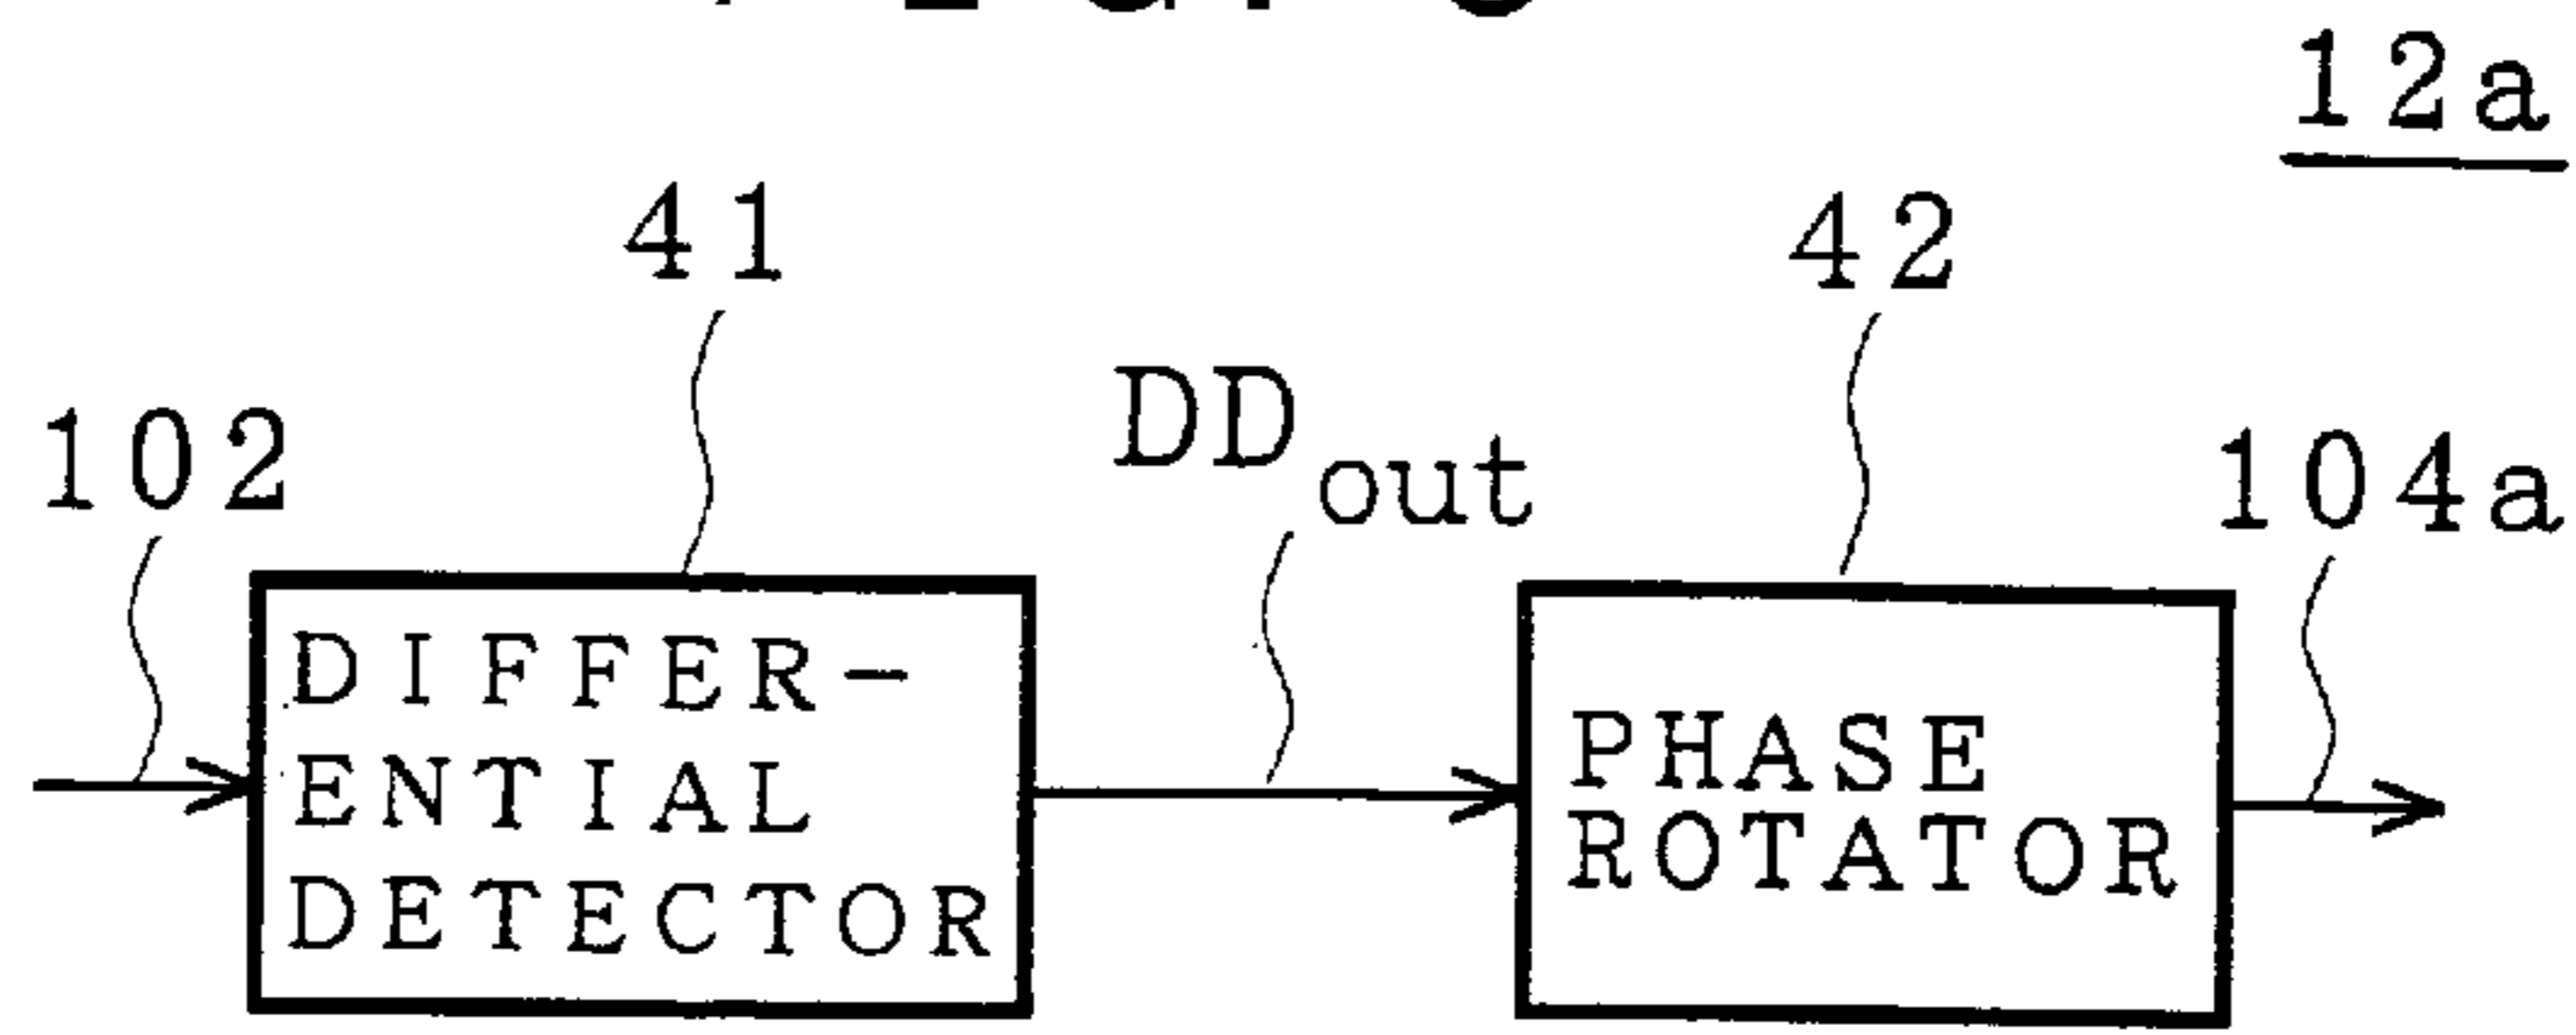 12a
41
42
102
DDout
104a
DIFFER-
ENTIAL
DETECTOR
PHASE
ROTATOR